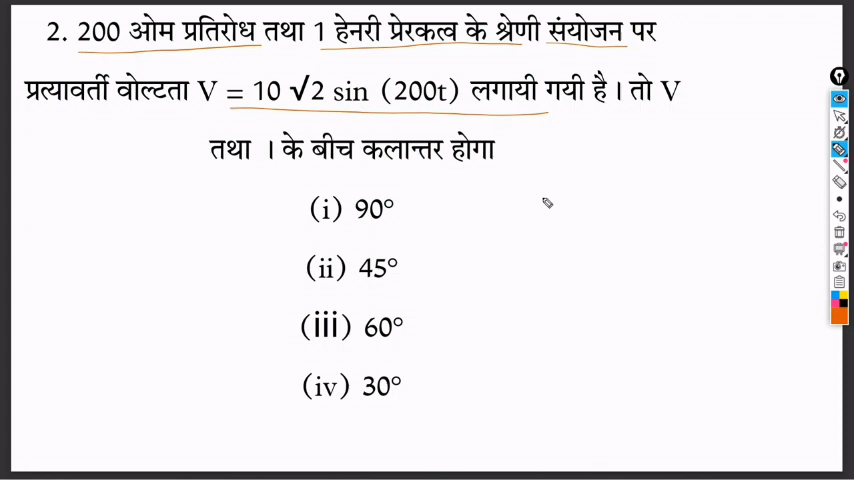 2. 200 ओम प्रतिरोध तथा 1 हेनरी प्रेरकत्व के श्रेणी संयोजन पर
प्रत्यावर्ती वोल्टता V = 10 √2 sin (200t) लगायी गयी है। तो V
तथा । के बीच कलान्तर होगा
(i) 90°
(ii) 45°
(iii) 60°
(iv) 30°